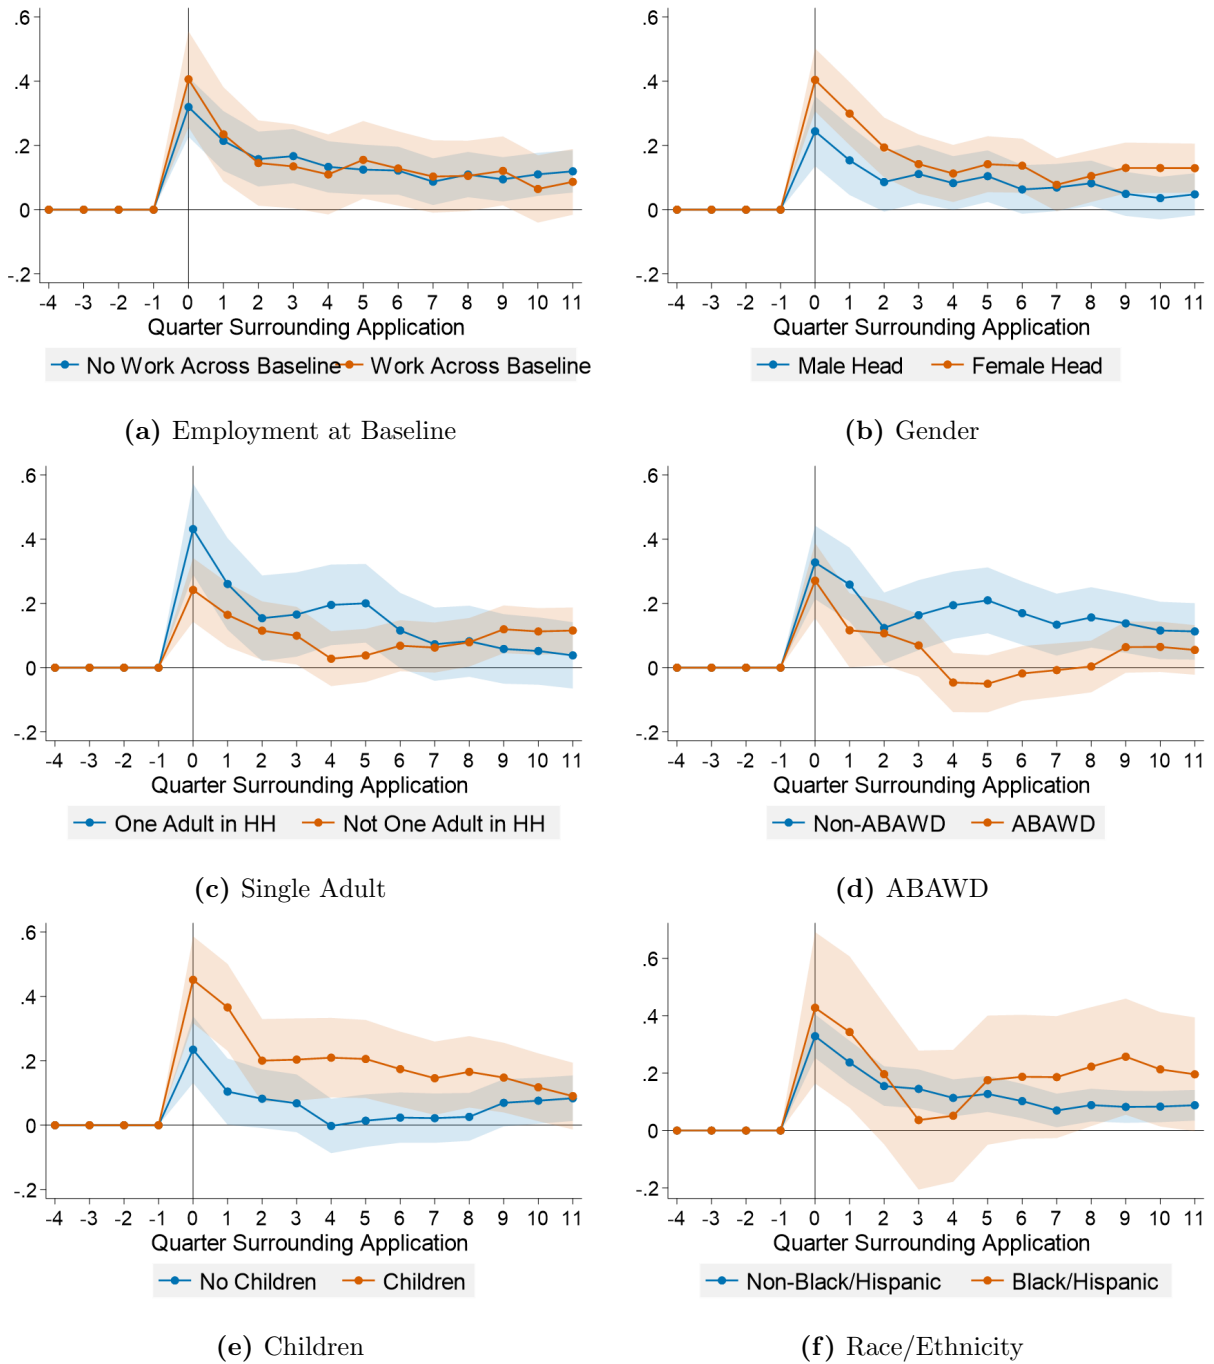 .6
.4
.2
0
-.2
-4 -3 -2 -1 0 1 2 3 4 5 6 7 8 9 10 11
Quarter Surrounding Application
No Work Across Baseline Work Across Baseline
(a) Employment at Baseline
.6
.4
.2
0
-.2
-4 -3 -2 -1 0 1 2 3 4 5 6 7 8 9 10 11
Quarter Surrounding Application
Male Head Female Head
(b) Gender
.6
.4
.2
0
-.2
-4 -3 -2 -1 0 1 2 3 4 5 6 7 8 9 10 11
Quarter Surrounding Application
One Adult in HH Not One Adult in HH
(c) Single Adult
.6
.4
.2
0
-.2
-4 -3 -2 -1 0 1 2 3 4 5 6 7 8 9 10 11
Quarter Surrounding Application
Non-ABAWD ABAWD
(d) ABAWD
.6
.4
.2
0
-.2
-4 -3 -2 -1 0 1 2 3 4 5 6 7 8 9 10 11
Quarter Surrounding Application
No Children Children
(e) Children
.6
.4
.2
0
-.2
-4 -3 -2 -1 0 1 2 3 4 5 6 7 8 9 10 11
Quarter Surrounding Application
Non-Black/Hispanic Black/Hispanic
(f) Race/Ethnicity